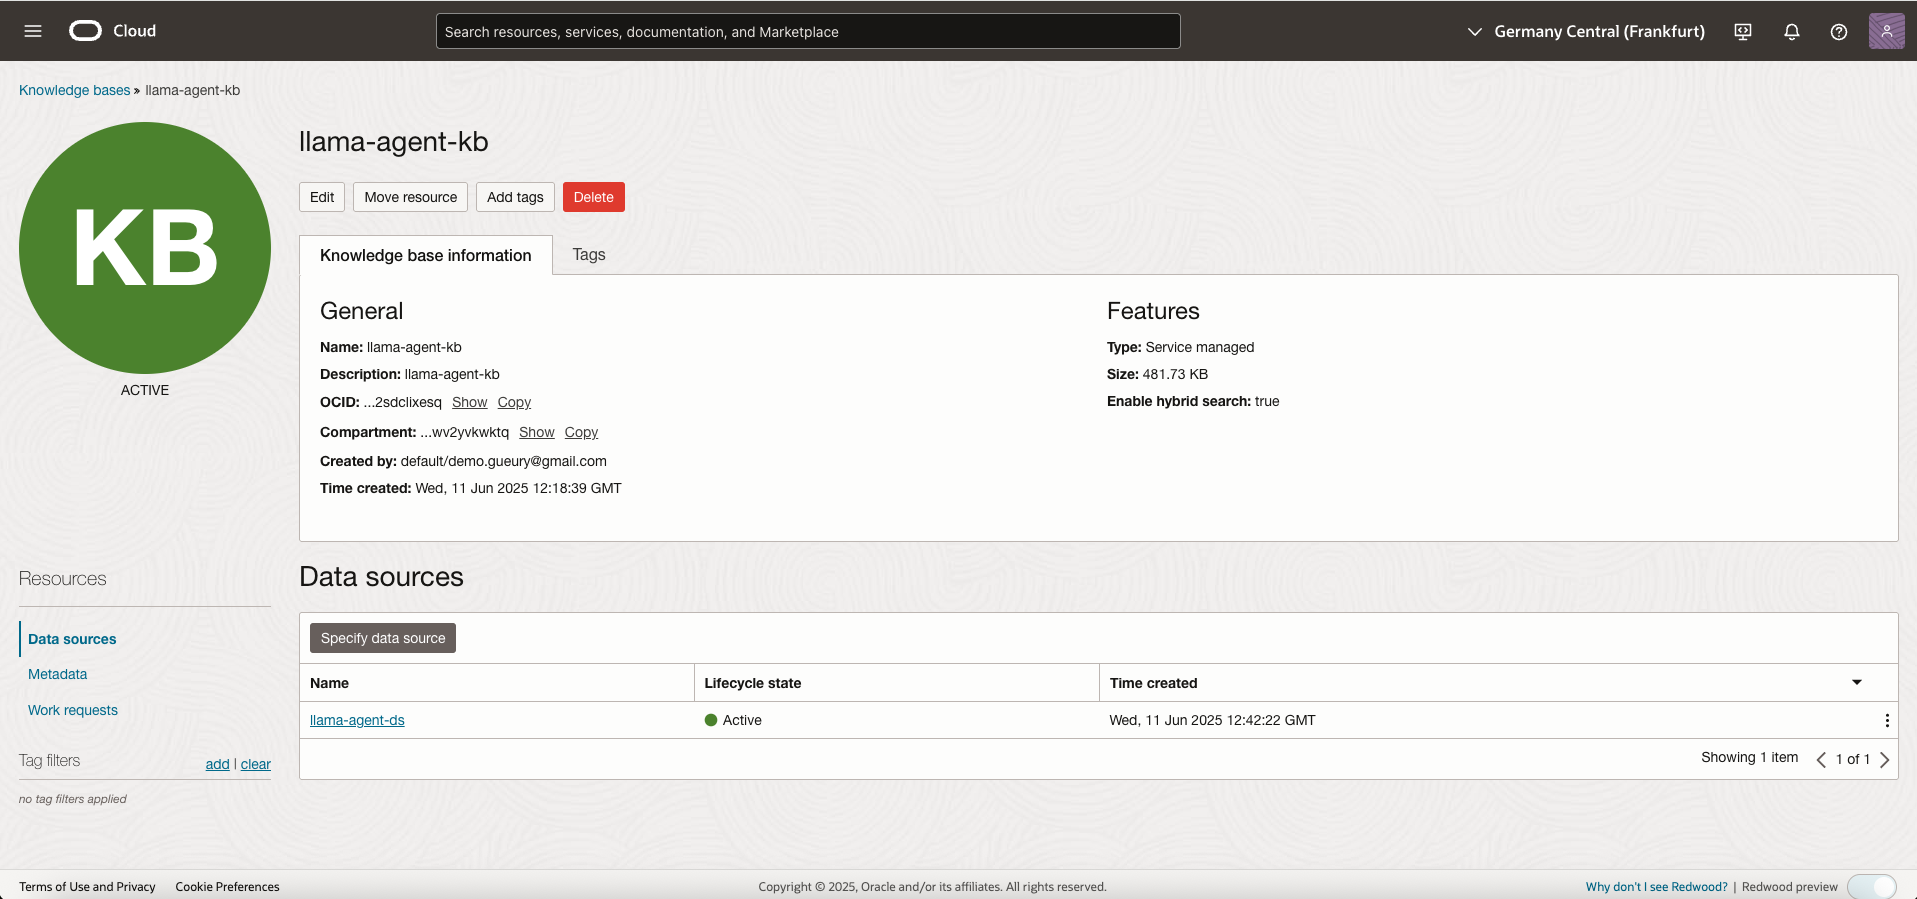 Cloud
Search resources, services, documentation, and Marketplace
Germany Central (Frankfurt)
Knowledge bases » llama-agent-kb
KB
ACTIVE
llama-agent-kb
Edit Move resource Add tags Delete
Knowledge base information Tags
General
Name: llama-agent-kb
Description: llama-agent-kb
OCID: ...2sdclixesq Show Copy
Compartment: ...wv2yvkwktq Show Copy
Created by: default/demo.gueury@gmail.com
Time created: Wed, 11 Jun 2025 12:18:39 GMT
Features
Type: Service managed
Size: 481.73 KB
Enable hybrid search: true
Resources
Data sources
Metadata
Work requests
Tag filters add | clear
no tag filters applied
Data sources
Specify data source
Name Lifecycle state Time created
llama-agent-ds Active Wed, 11 Jun 2025 12:42:22 GMT
Showing 1 item 1 of 1
Terms of Use and Privacy Cookie Preferences Copyright © 2025, Oracle and/or its affiliates. All rights reserved. Why don't I see Redwood? | Redwood preview